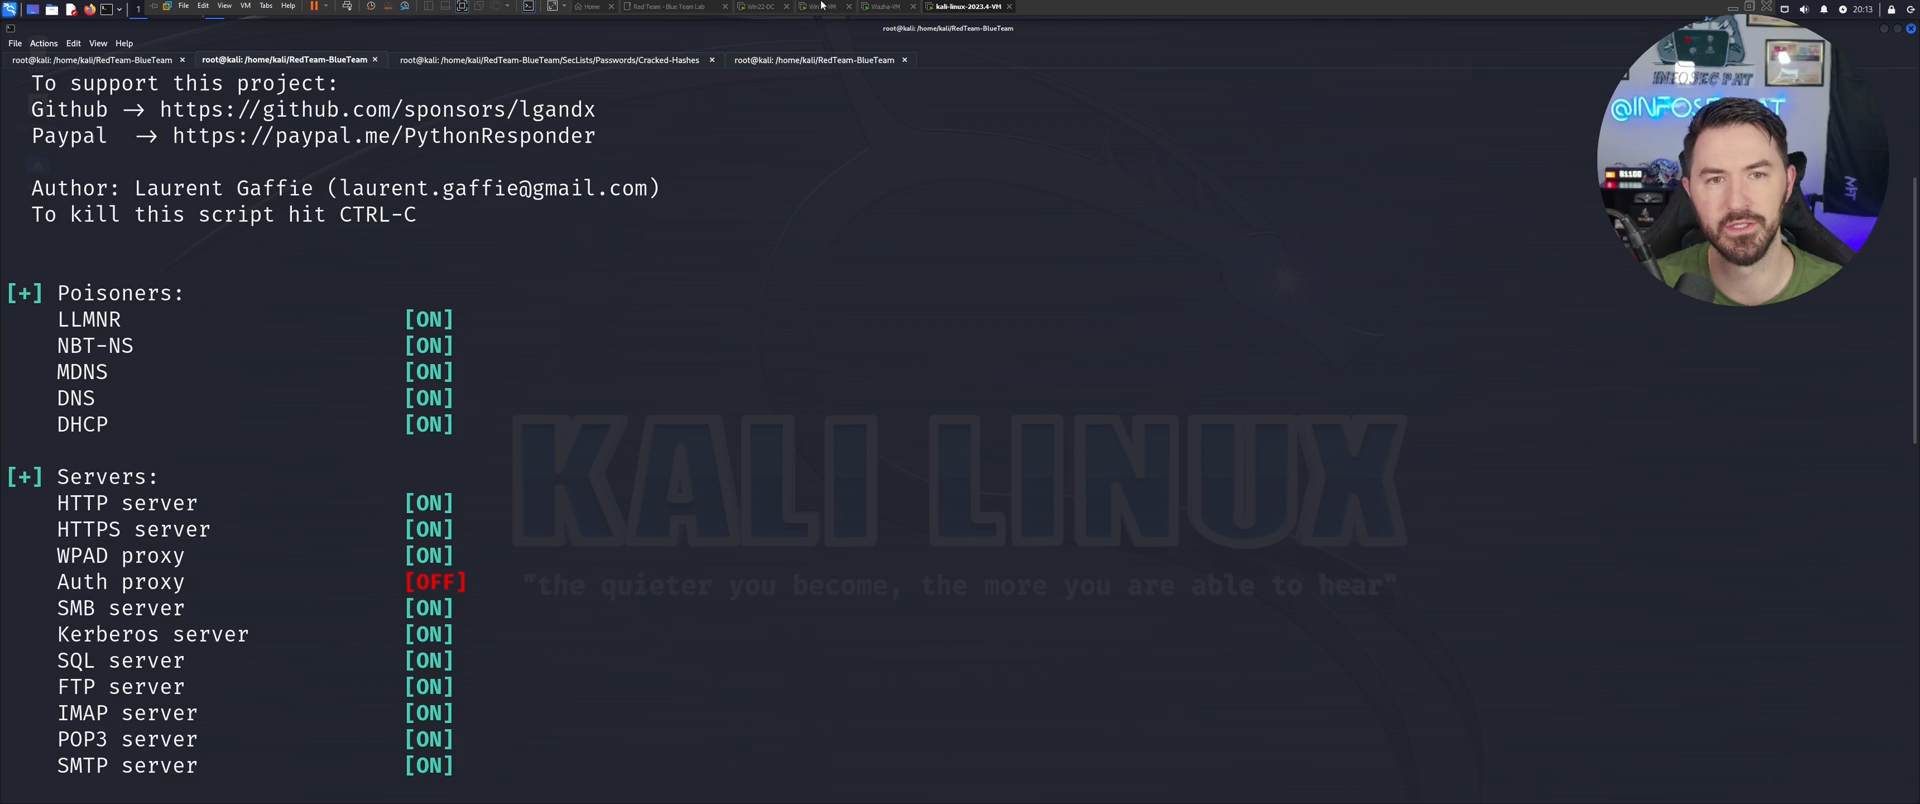 File Edit View VM Tabs Help
Home
Red Team - Blue Team Lab
Win22-DC
Wazha-VM
kali-linux-2023.4-VM
20:13
root@kali: /home/kali/RedTeam-BlueTeam
File Actions Edit View Help
root@kali: /home/kali/RedTeam-BlueTeam
root@kali: /home/kali/RedTeam-BlueTeam
root@kali: /home/kali/RedTeam-BlueTeam/SecLists/Passwords/Cracked-Hashes
root@kali: /home/kali/RedTeam-BlueTeam
To support this project:
Github -> https://github.com/sponsors/lgandx
Paypal -> https://paypal.me/PythonResponder
Author: Laurent Gaffie (laurent.gaffie@gmail.com)
To kill this script hit CTRL-C
[+] Poisoners:
LLMNR [ON]
NBT-NS [ON]
MDNS [ON]
DNS [ON]
DHCP [ON]
[+] Servers:
HTTP server [ON]
HTTPS server [ON]
WPAD proxy [ON]
Auth proxy [OFF]
SMB server [ON]
Kerberos server [ON]
SQL server [ON]
FTP server [ON]
IMAP server [ON]
POP3 server [ON]
SMTP server [ON]
KALI LINUX
"the quieter you become, the more you are able to hear"
INFOSEC PAT
@INFOSEC PAT